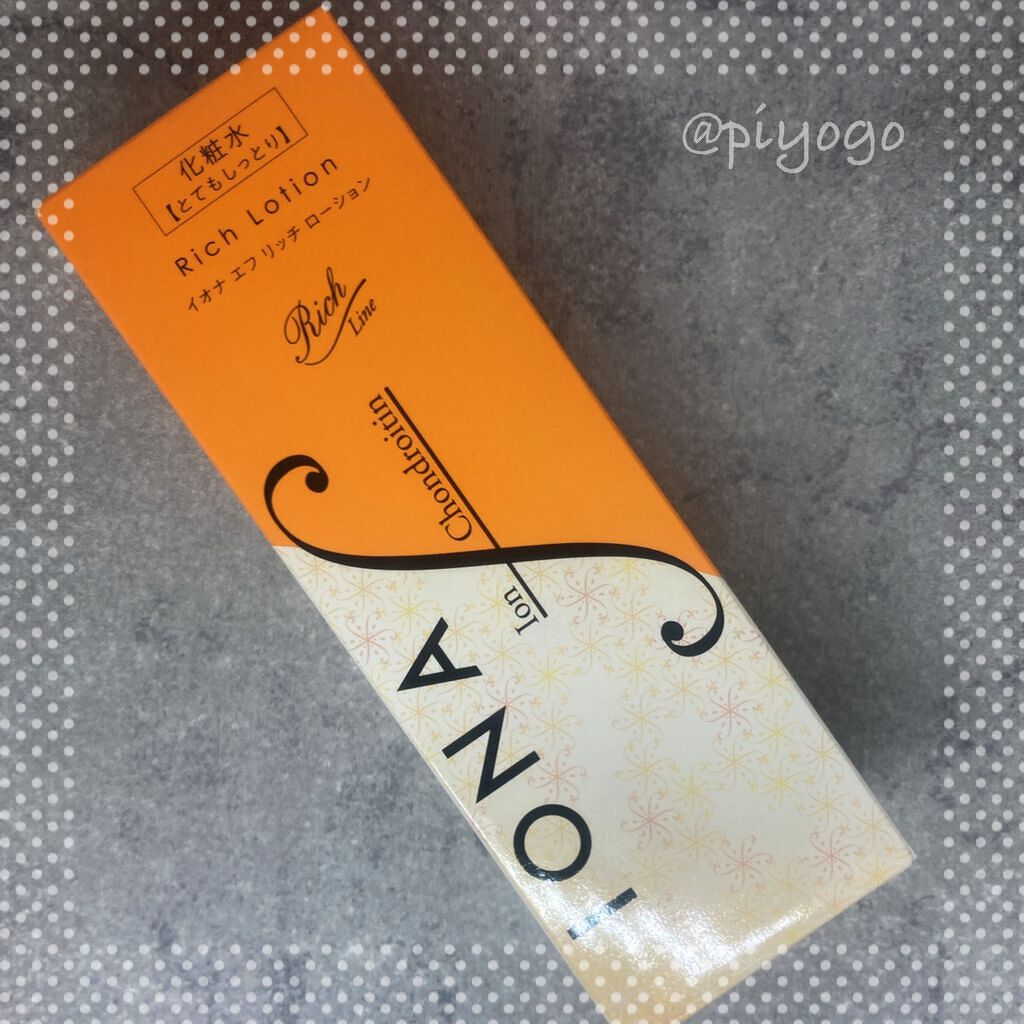 @piyogo
化粧水
【とてもしっとり】
Rich Lotion
イオナ エフ リッチ ローション
Rich
Line
Chondroitin
Ion
IONA